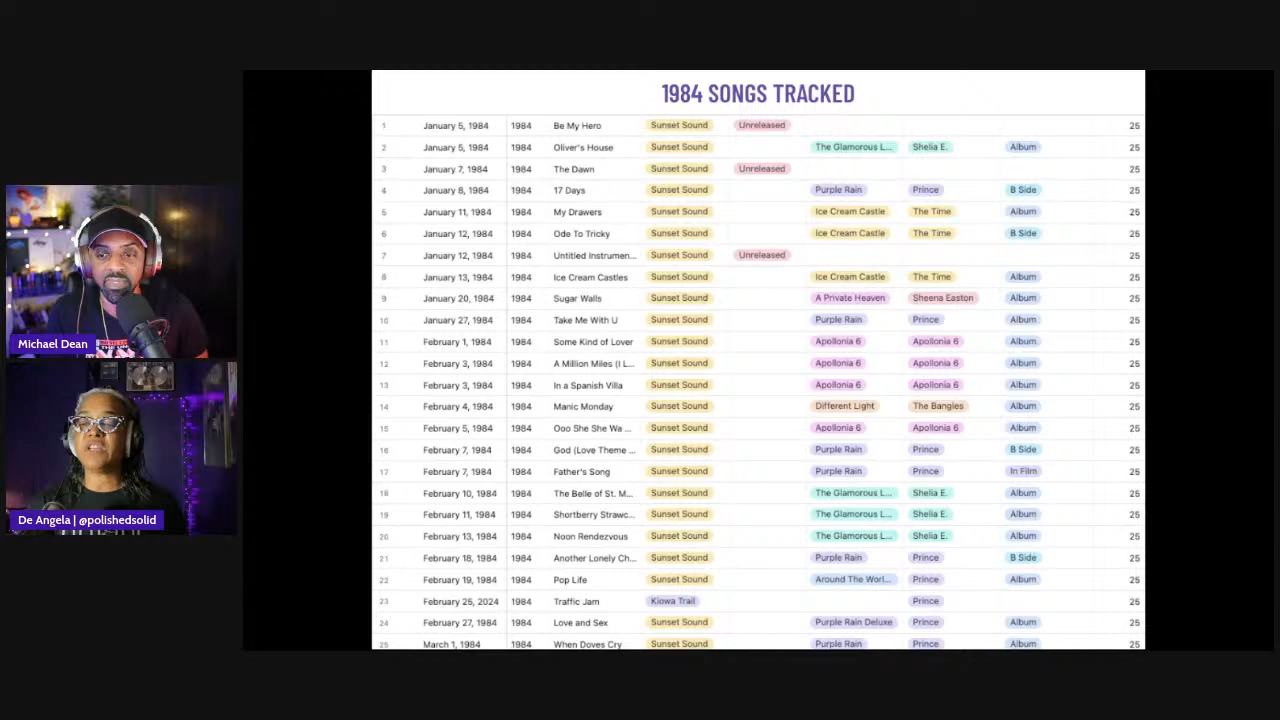 1984 SONGS TRACKED
1 January 5, 1984 1984 Be My Hero Sunset Sound Unreleased 25
2 January 5, 1984 1984 Oliver's House Sunset Sound The Glamorous L... Shelia E. Album 25
3 January 7, 1984 1984 The Dawn Sunset Sound Unreleased 25
4 January 8, 1984 1984 17 Days Sunset Sound Purple Rain Prince B Side 25
5 January 11, 1984 1984 My Drawers Sunset Sound Ice Cream Castle The Time Album 25
6 January 12, 1984 1984 Ode To Tricky Sunset Sound Ice Cream Castle The Time B Side 25
7 January 12, 1984 1984 Untitled Instrumen... Sunset Sound Unreleased 25
8 January 13, 1984 1984 Ice Cream Castles Sunset Sound Ice Cream Castle The Time Album 25
9 January 20, 1984 1984 Sugar Walls Sunset Sound A Private Heaven Sheena Easton Album 25
10 January 27, 1984 1984 Take Me With U Sunset Sound Purple Rain Prince Album 25
11 February 1, 1984 1984 Some Kind of Lover Sunset Sound Apollonia 6 Apollonia 6 Album 25
12 February 3, 1984 1984 A Million Miles (I L... Sunset Sound Apollonia 6 Apollonia 6 Album 25
13 February 3, 1984 1984 In a Spanish Villa Sunset Sound Apollonia 6 Apollonia 6 Album 25
14 February 4, 1984 1984 Manic Monday Sunset Sound Different Light The Bangles Album 25
15 February 5, 1984 1984 Ooo She She Wa ... Sunset Sound Apollonia 6 Apollonia 6 Album 25
16 February 7, 1984 1984 God (Love Theme ... Sunset Sound Purple Rain Prince B Side 25
17 February 7, 1984 1984 Father's Song Sunset Sound Purple Rain Prince In Film 25
18 February 10, 1984 1984 The Belle of St. M... Sunset Sound The Glamorous L... Shelia E. Album 25
19 February 11, 1984 1984 Shortberry Strawc... Sunset Sound The Glamorous L... Shelia E. Album 25
20 February 13, 1984 1984 Noon Rendezvous Sunset Sound The Glamorous L... Shelia E. Album 25
21 February 18, 1984 1984 Another Lonely Ch... Sunset Sound Purple Rain Prince B Side 25
22 February 19, 1984 1984 Pop Life Sunset Sound Around The Worl... Prince Album 25
23 February 25, 2024 1984 Traffic Jam Kiowa Trail Prince 25
24 February 27, 1984 1984 Love and Sex Sunset Sound Purple Rain Deluxe Prince Album 25
25 March 1, 1984 1984 When Doves Cry Sunset Sound Purple Rain Prince Album 25
Michael Dean
De Angela | @polishedsolid